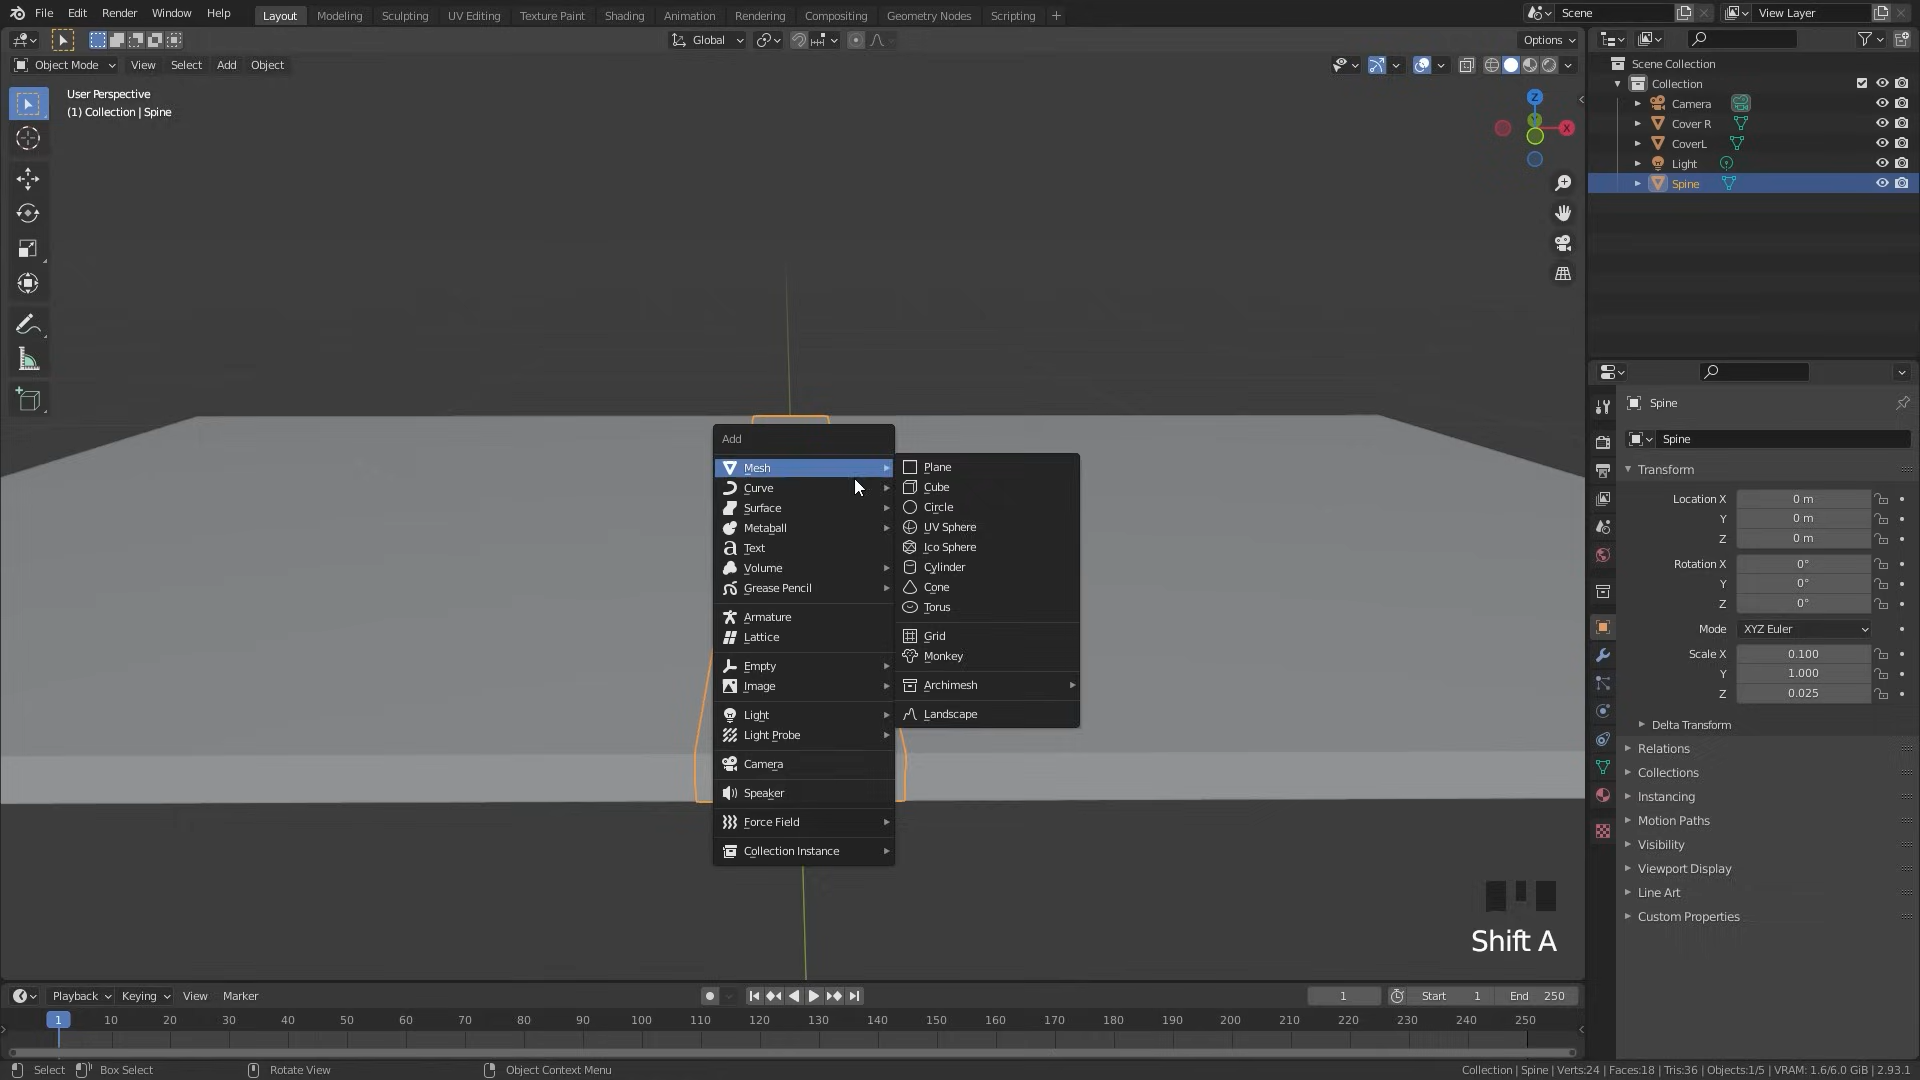 File Edit Render Window Help Layout Modeling Sculpting UV Editing Texture Paint Shading Animation Rendering Compositing Geometry Nodes Scripting + Scene View Layer
Global Options
Object Mode View Select Add Object
User Perspective
(1) Collection | Spine
Z
X
Scene Collection
Collection
Camera
Cover R
CoverL
Light
Spine
Add
Mesh
Curve
Surface
Metaball
Text
Volume
Grease Pencil
Armature
Lattice
Empty
Image
Light
Light Probe
Camera
Speaker
Force Field
Collection Instance
Plane
Cube
Circle
UV Sphere
Ico Sphere
Cylinder
Cone
Torus
Grid
Monkey
Archimesh
Landscape
Shift A
Spine
Spine
Transform
Location X 0 m
Y 0 m
Z 0 m
Rotation X 0°
Y 0°
Z 0°
Mode XYZ Euler
Scale X 0.100
Y 1.000
Z 0.025
Delta Transform
Relations
Collections
Instancing
Motion Paths
Visibility
Viewport Display
Line Art
Custom Properties
Playback Keying View Marker 1 Start 1 End 250
1 10 20 30 40 50 60 70 80 90 100 110 120 130 140 150 160 170 180 190 200 210 220 230 240 250
Select Box Select Rotate View Object Context Menu Collection | Spine | Verts:24 | Faces:18 | Tris:36 | Objects:1/5 | VRAM: 1.6/6.0 GiB | 2.93.1